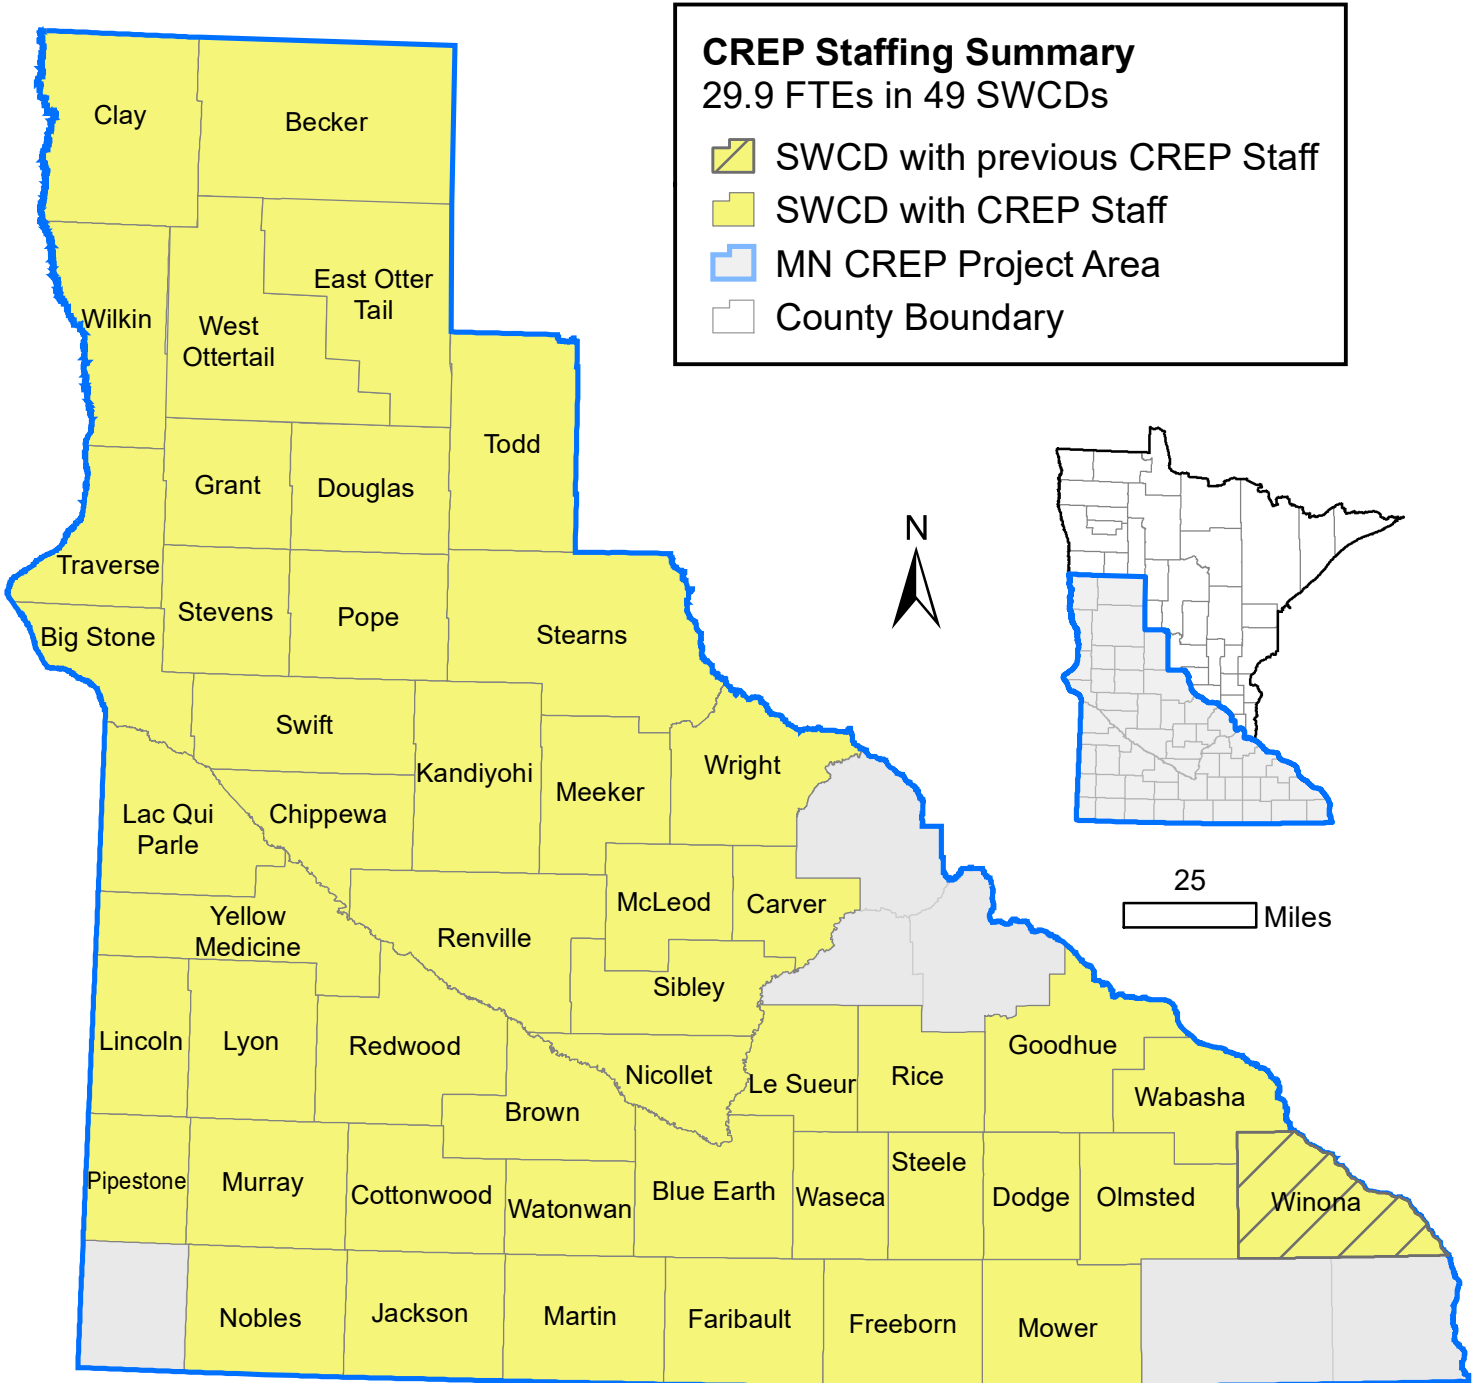 CREP Staffing Summary
29.9 FTEs in 49 SWCDs
SWCD with previous CREP Staff
SWCD with CREP Staff
MN CREP Project Area
County Boundary
Clay
Becker
East Otter
Tail
Wilkin
West
Ottertail
Todd
Grant
Douglas
N
Traverse
Stevens
Pope
Big Stone
Stearns
Swift
Kandiyohi
Wright
Meeker
Lac Qui
Parle
Chippewa
25
Miles
McLeod
Carver
Yellow
Medicine
Renville
Sibley
Lincoln
Lyon
Redwood
Nicollet
Le Sueur
Rice
Goodhue
Brown
Wabasha
Pipestone
Murray
Cottonwood
Watonwan
Blue Earth
Waseca
Steele
Dodge
Olmsted
Winona
Nobles
Jackson
Martin
Faribault
Freeborn
Mower